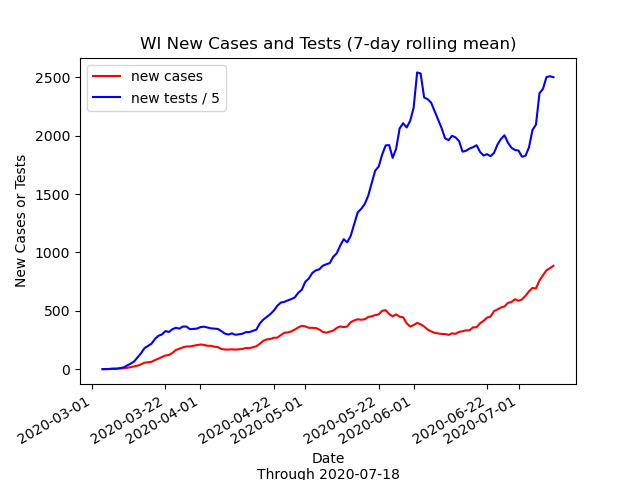 WI New Cases and Tests (7-day rolling mean)
new cases
new tests / 5
New Cases or Tests
2500
2000
1500
1000
500
0
2020-03-01
2020-03-22
2020-04-01
2020-04-22
2020-05-01
2020-05-22
2020-06-01
2020-06-22
2020-07-01
Date
Through 2020-07-18